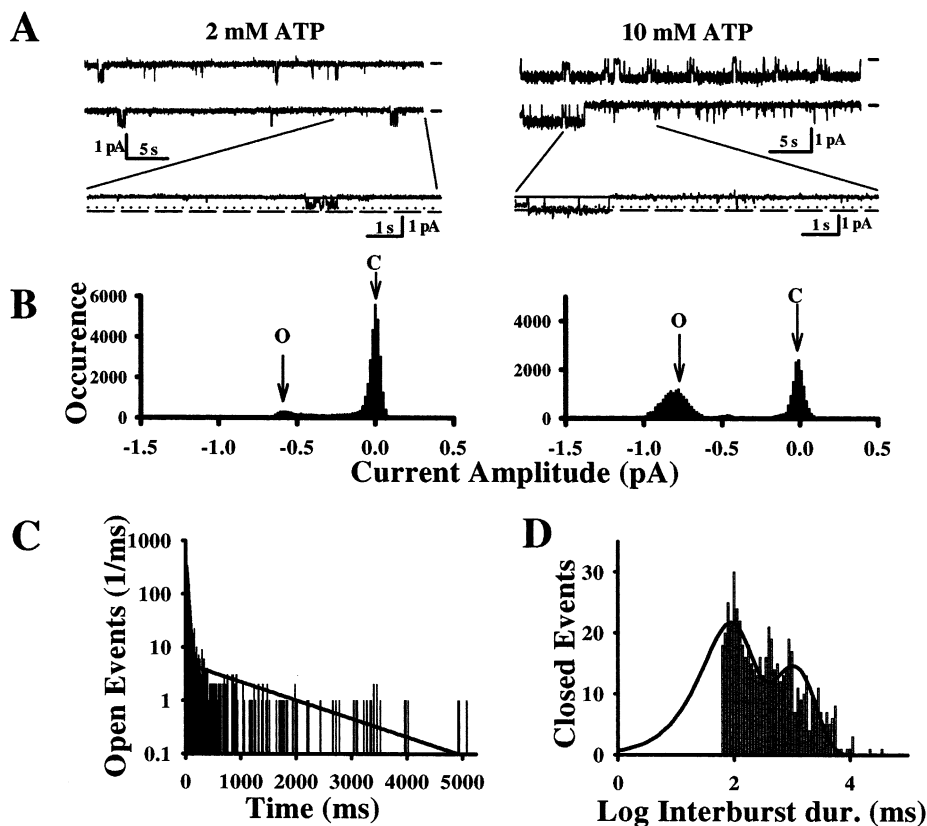 A
2 mM ATP
10 mM ATP
1 pA
5 s
5 s
1 pA
1 s
1 pA
1 s
1 pA
B
Occurence
6000
4000
2000
0
O
C
-1.5
-1.0
-0.5
0.0
0.5
4000
2000
0
O
C
-1.5
-1.0
-0.5
0.0
0.5
Current Amplitude (pA)
C
Open Events (1/ms)
1000
100
10
1
0.1
0
1000
2000
3000
4000
5000
Time (ms)
D
Closed Events
30
20
10
0
0
2
4
Log Interburst dur. (ms)